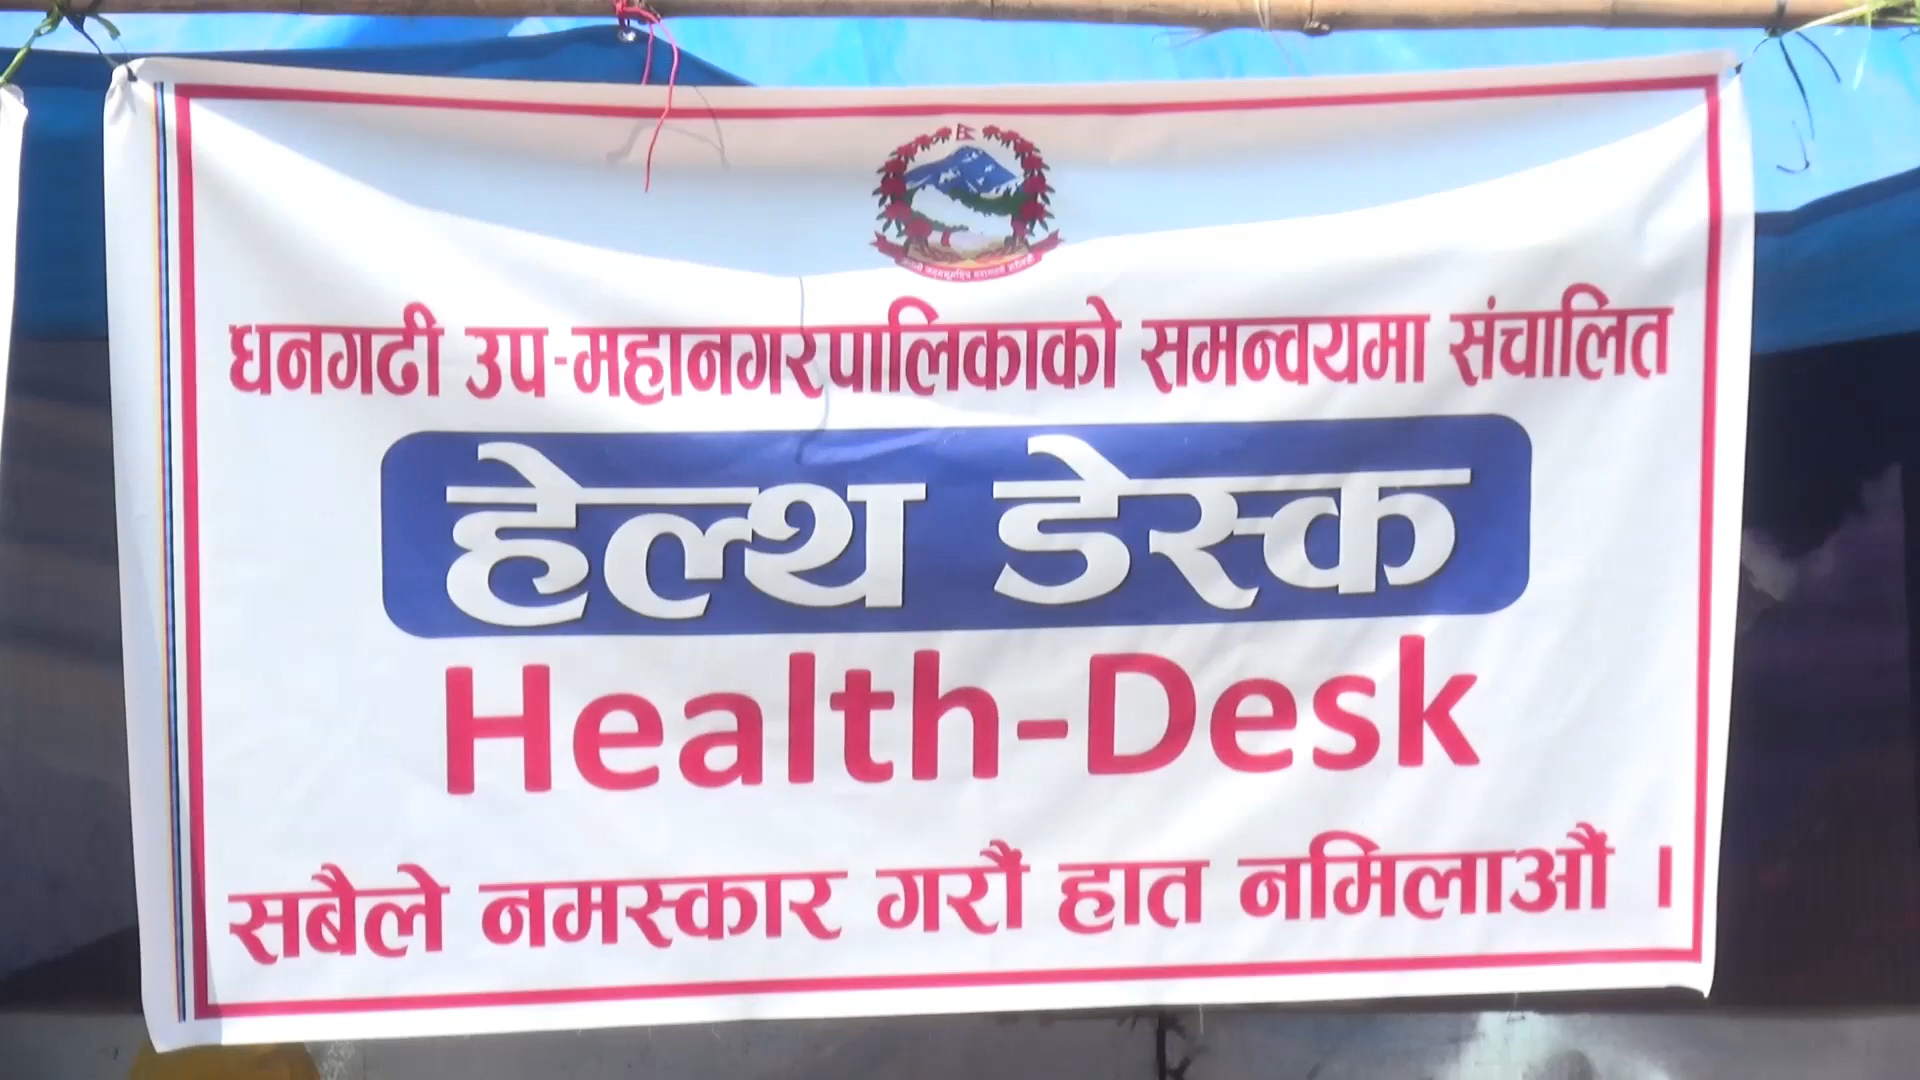 धनगढी उप-महानगरपालिकाको समन्वयमा संचालित
हेल्थ डेस्क
Health-Desk
सबैले नमस्कार गरौं हात नमिलाऔं ।